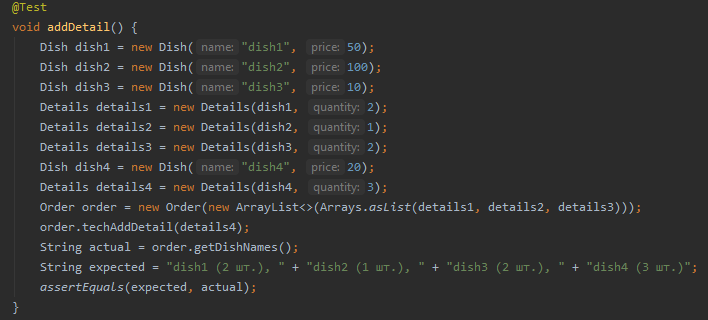 @Test
void addDetail() {
Dish dish1 = new Dish( name: "dish1", price: 50);
Dish dish2 = new Dish( name: "dish2", price: 100);
Dish dish3 = new Dish( name: "dish3", price: 10);
Details details1 = new Details(dish1, quantity: 2);
Details details2 = new Details(dish2, quantity: 1);
Details details3 = new Details(dish3, quantity: 2);
Dish dish4 = new Dish( name: "dish4", price: 20);
Details details4 = new Details(dish4, quantity: 3);
Order order = new Order(new ArrayList<>(Arrays.asList(details1, details2, details3)));
order.techAddDetail(details4);
String actual = order.getDishNames();
String expected = "dish1 (2 шт.), " + "dish2 (1 шт.), " + "dish3 (2 шт.), " + "dish4 (3 шт.)";
assertEquals(expected, actual);
}